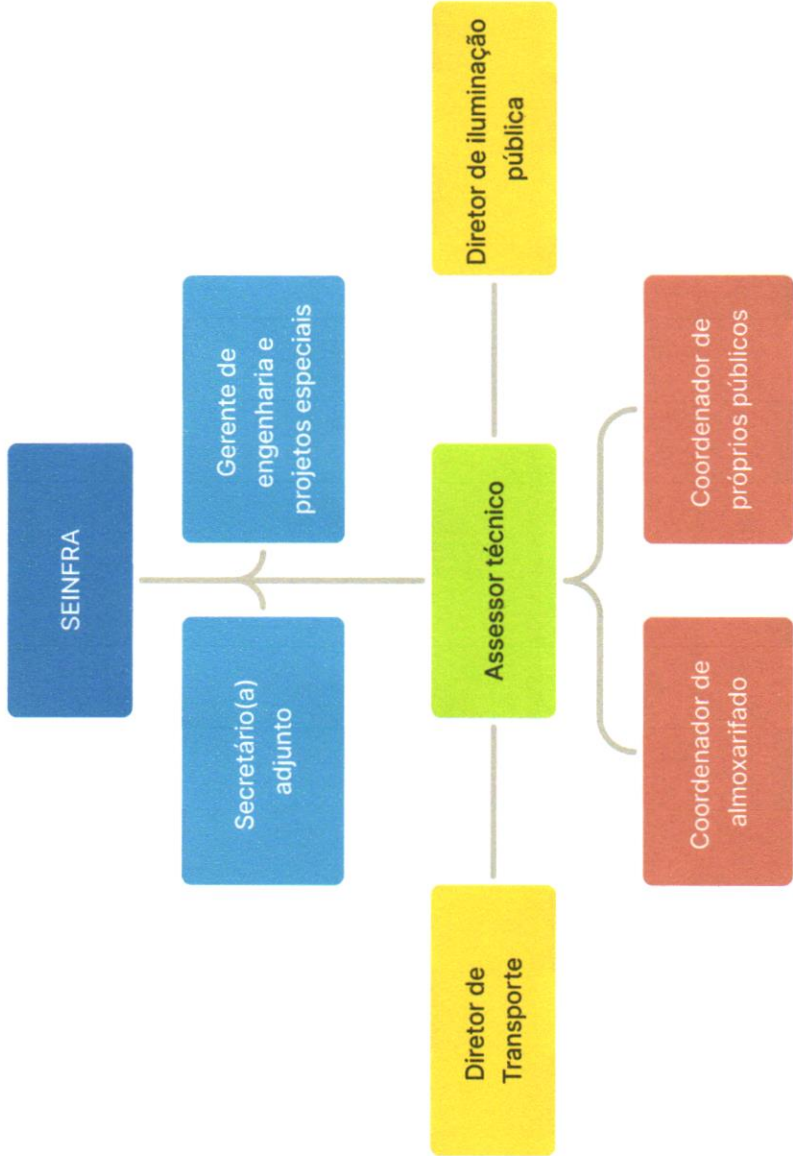 SEINFRA
Secretário(a)
adjunto
Gerente de
engenharia e
projetos especiais
Diretor de
Transporte
Assessor técnico
Diretor de iluminação
pública
Coordenador de
almoxarifado
Coordenador de
próprios públicos